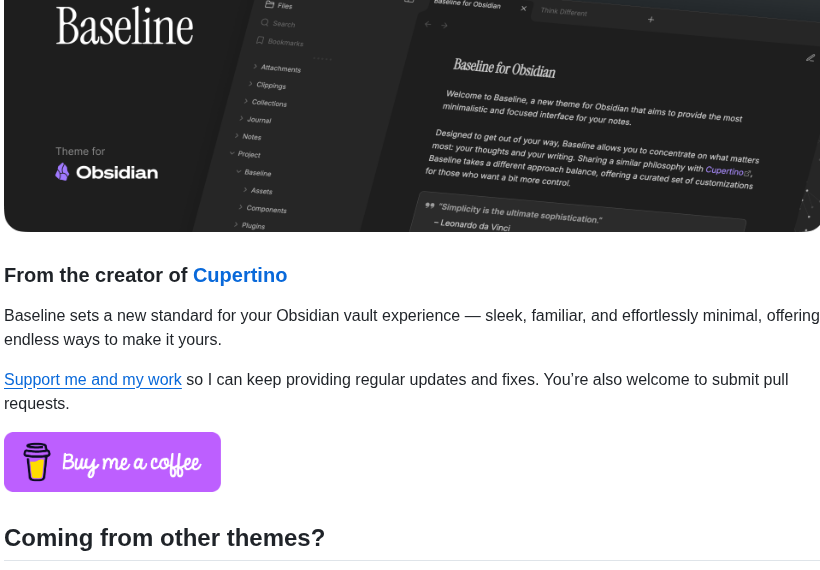 Baseline
Theme for
Obsidian
Files
Search
Bookmarks
Attachments
Clippings
Collections
Journal
Notes
Project
Baseline
Assets
Components
Plugins
Baseline for Obsidian
Think Different
Baseline for Obsidian
Welcome to Baseline, a new theme for Obsidian that aims to provide the most
minimalistic and focused interface for your notes.
Designed to get out of your way, Baseline allows you to concentrate on what matters
most: your thoughts and your writing. Sharing a similar philosophy with Cupertino,
Baseline takes a different approach balance, offering a curated set of customizations
for those who want a bit more control.
"Simplicity is the ultimate sophistication."
– Leonardo da Vinci
From the creator of Cupertino
Baseline sets a new standard for your Obsidian vault experience — sleek, familiar, and effortlessly minimal, offering
endless ways to make it yours.
Support me and my work so I can keep providing regular updates and fixes. You’re also welcome to submit pull
requests.
Buy me a coffee
Coming from other themes?